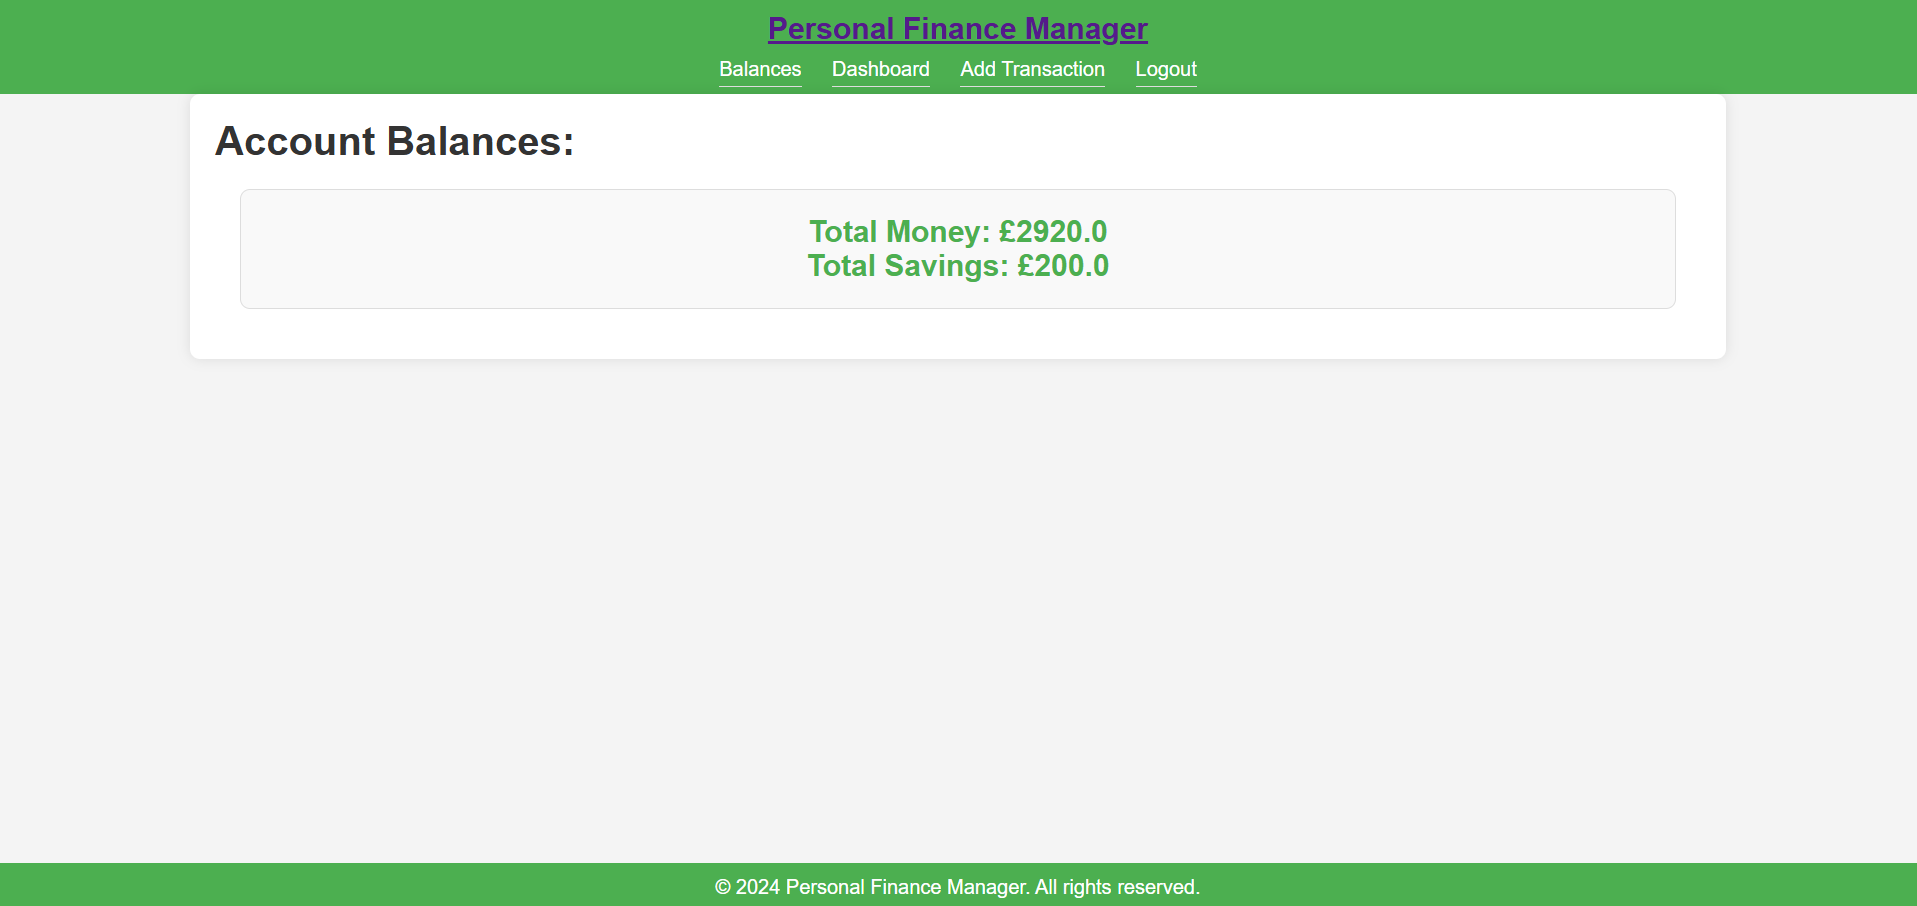 Personal Finance Manager
Balances Dashboard Add Transaction Logout
Account Balances:
Total Money: £2920.0
Total Savings: £200.0
© 2024 Personal Finance Manager. All rights reserved.